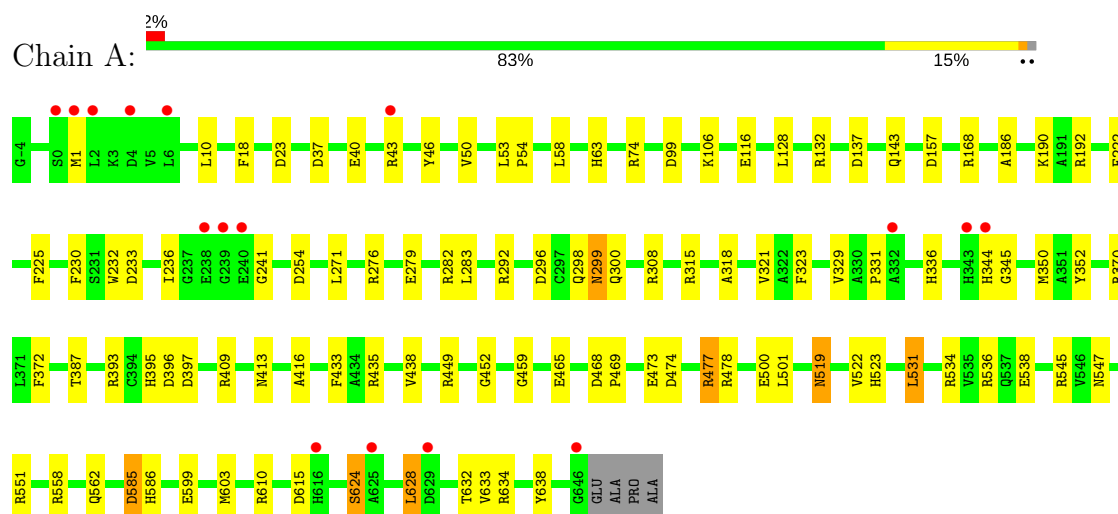 2%
Chain A:
83% 15% ••
G-4 S0 M1 L2 K3 D4 V5 L6 L10 F18 D23 D37 E40 R43 Y46 V50 L53 P54 L58 H63 R74 D99 K106 E116 L128 R132 D137 Q143 D157 R168 A186 K190 A191 R192
F225 F230 S231 W232 D233 I236 G237 E238 G239 E240 G241 D254 L271 R276 E279 R282 L283 R292 D296 C297 Q298 N299 Q300 R308 R315 A318 V321 A322 F323 V329 A330 P331 A332 H336 H343 H344 G345 M350 A351 Y352
L371 F372 T387 R393 C394 H395 D396 D397 R409 N413 A416 F433 A434 R435 V438 R449 G452 G459 E465 D468 P469 E473 D474 R477 R478 E500 L501 N519 V522 H523 L531 R534 V535 R536 Q537 E538 R545 V546 N547
R551 R558 Q562 D585 H586 E599 M603 R610 D615 H616 S624 A625 L628 D629 T632 V633 R634 Y638 G646 GLU ALA PRO ALA